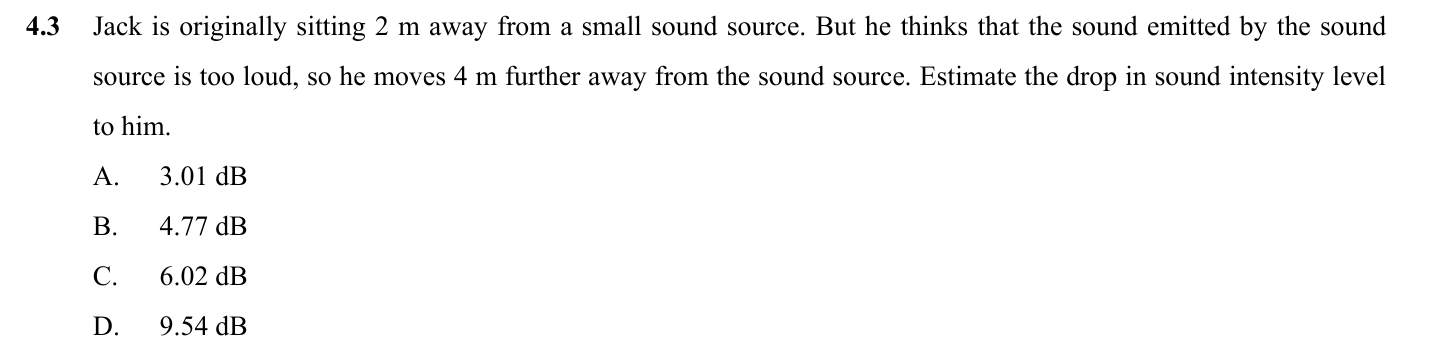 4.3 Jack is originally sitting 2 m away from a small sound source. But he thinks that the sound emitted by the sound
source is too loud, so he moves 4 m further away from the sound source. Estimate the drop in sound intensity level
to him.
A. 3.01 dB
B. 4.77 dB
C. 6.02 dB
D. 9.54 dB